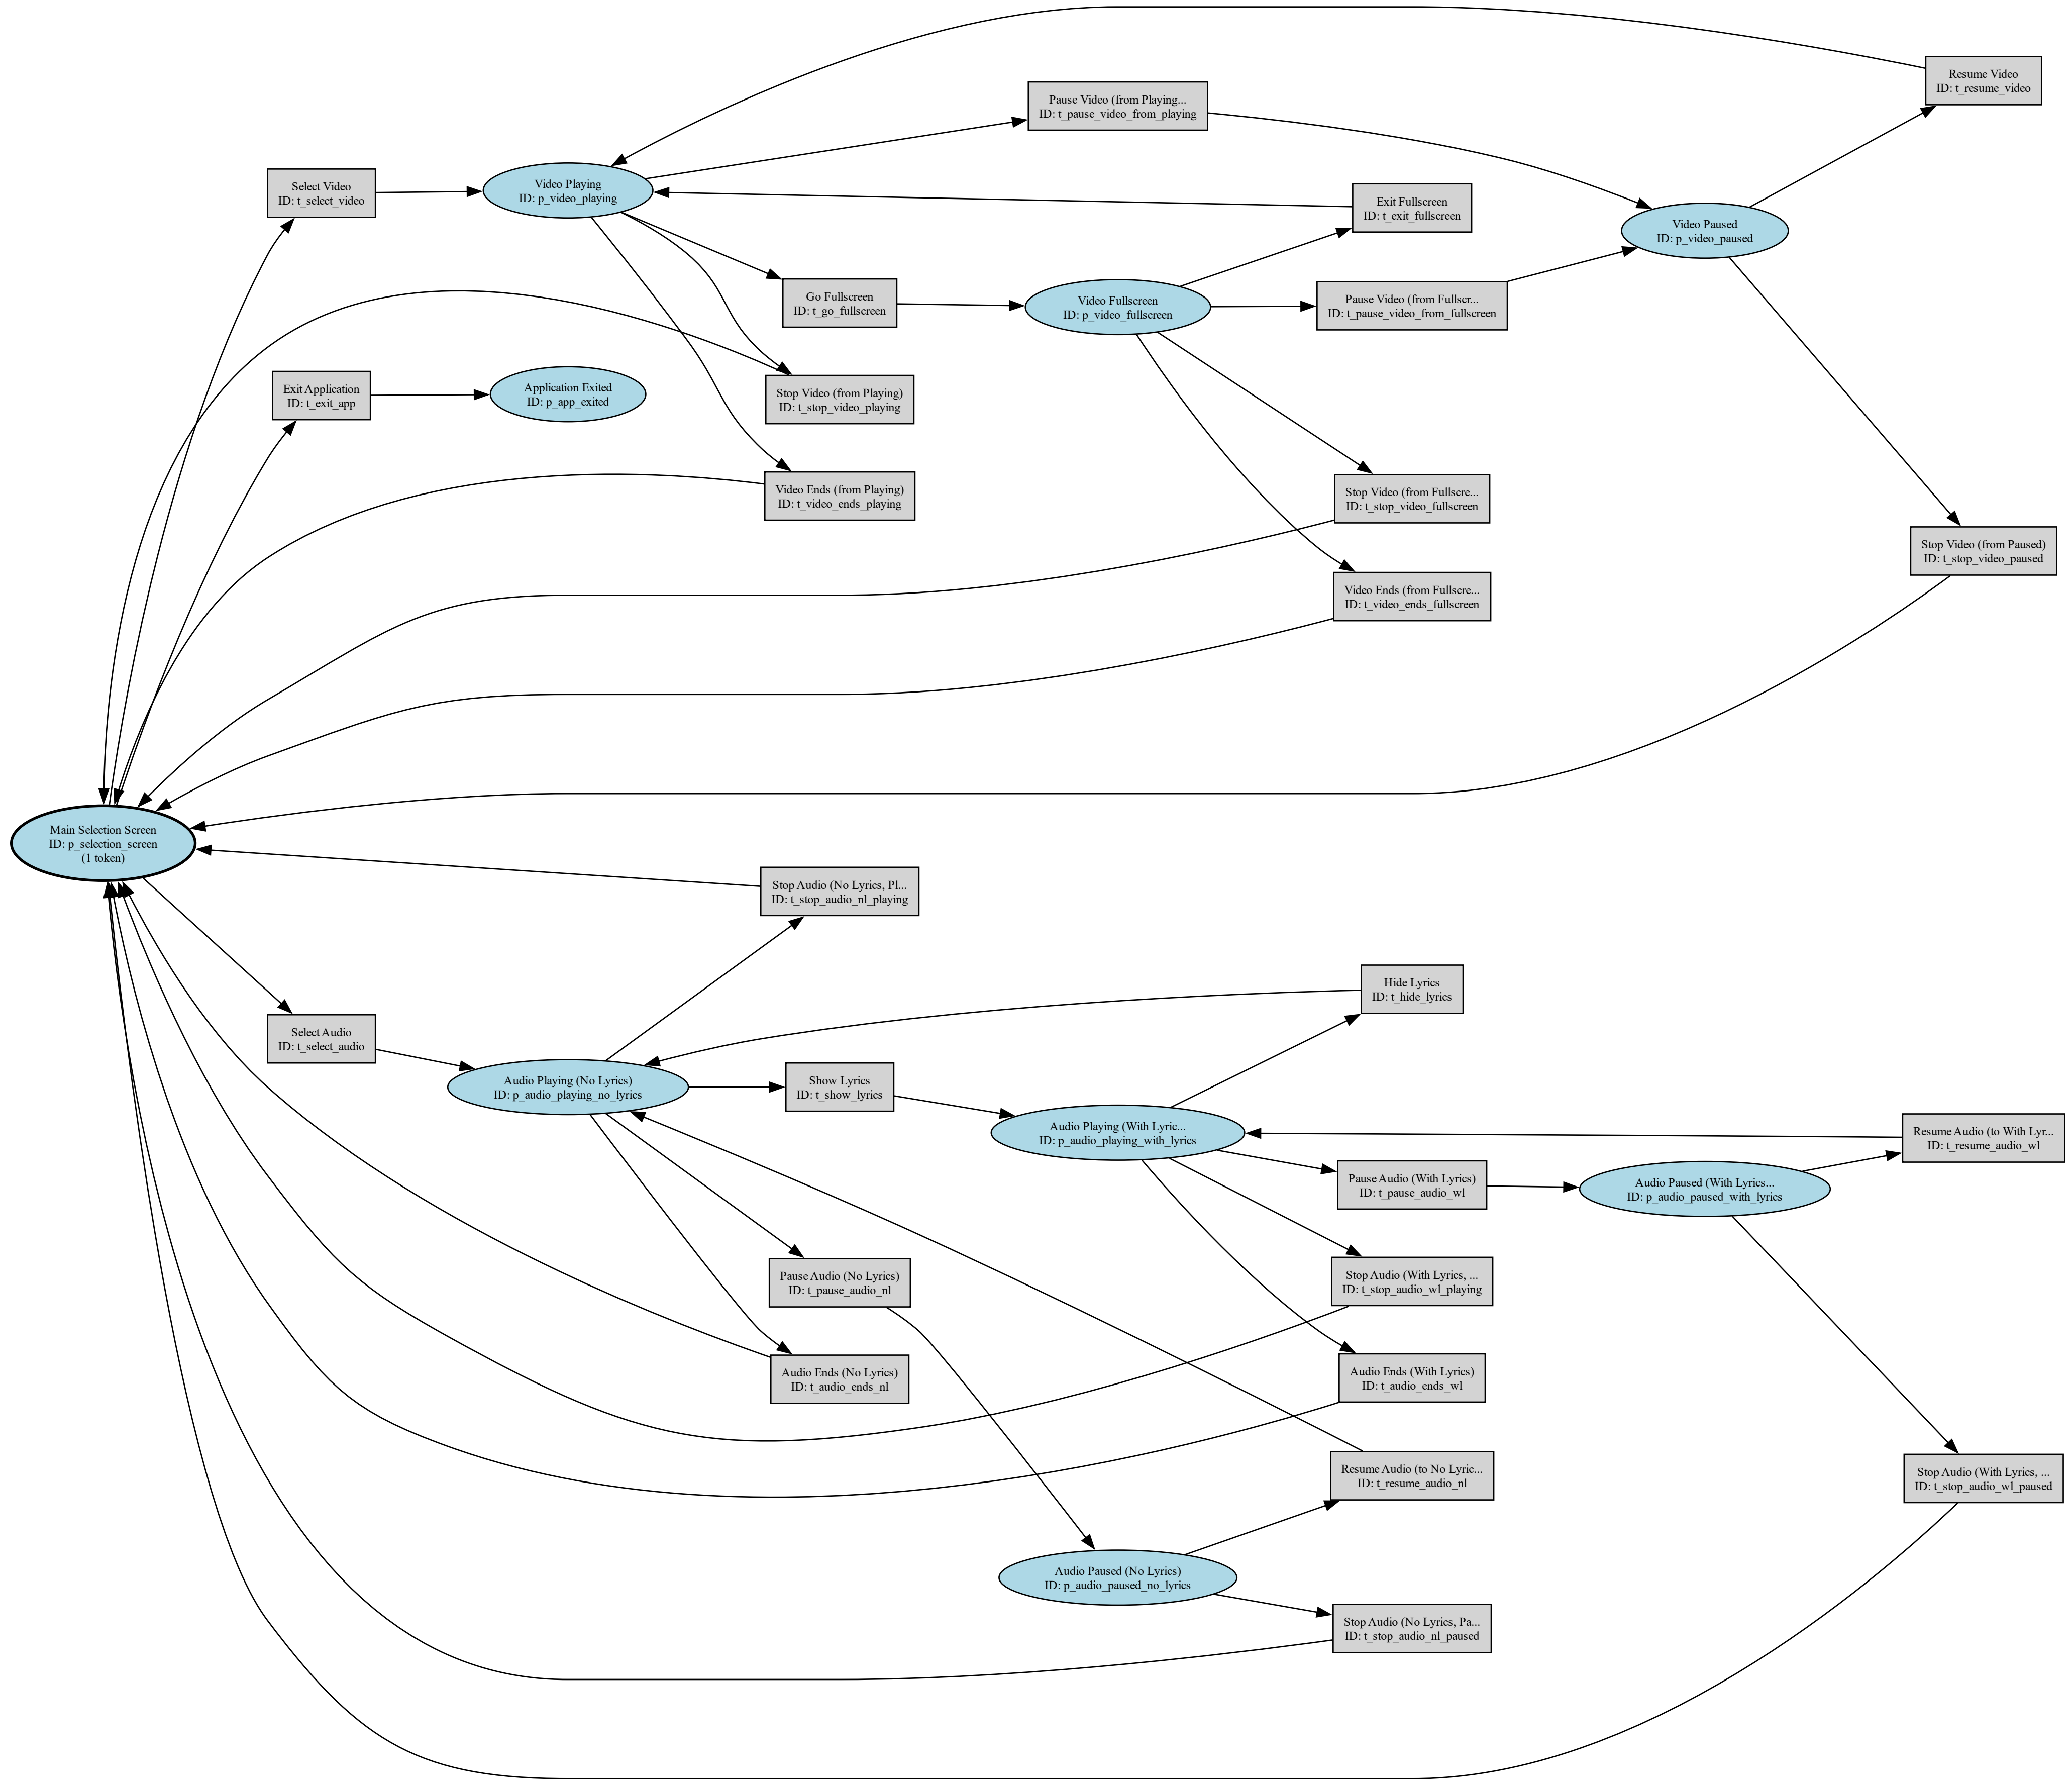 Resume Video
ID: t_resume_video
Pause Video (from Playing...
ID: t_pause_video_from_playing
Select Video
ID: t_select_video
Video Playing
ID: p_video_playing
Exit Fullscreen
ID: t_exit_fullscreen
Video Paused
ID: p_video_paused
Go Fullscreen
ID: t_go_fullscreen
Video Fullscreen
ID: p_video_fullscreen
Pause Video (from Fullscr...
ID: t_pause_video_from_fullscreen
Exit Application
ID: t_exit_app
Application Exited
ID: p_app_exited
Stop Video (from Playing)
ID: t_stop_video_playing
Video Ends (from Playing)
ID: t_video_ends_playing
Stop Video (from Fullscre...
ID: t_stop_video_fullscreen
Stop Video (from Paused)
ID: t_stop_video_paused
Video Ends (from Fullscre...
ID: t_video_ends_fullscreen
Main Selection Screen
ID: p_selection_screen
(1 token)
Stop Audio (No Lyrics, Pl...
ID: t_stop_audio_nl_playing
Hide Lyrics
ID: t_hide_lyrics
Select Audio
ID: t_select_audio
Audio Playing (No Lyrics)
ID: p_audio_playing_no_lyrics
Show Lyrics
ID: t_show_lyrics
Audio Playing (With Lyric...
ID: p_audio_playing_with_lyrics
Resume Audio (to With Lyr...
ID: t_resume_audio_wl
Pause Audio (With Lyrics)
ID: t_pause_audio_wl
Audio Paused (With Lyrics...
ID: p_audio_paused_with_lyrics
Pause Audio (No Lyrics)
ID: t_pause_audio_nl
Stop Audio (With Lyrics, ...
ID: t_stop_audio_wl_playing
Audio Ends (No Lyrics)
ID: t_audio_ends_nl
Audio Ends (With Lyrics)
ID: t_audio_ends_wl
Resume Audio (to No Lyric...
ID: t_resume_audio_nl
Stop Audio (With Lyrics, ...
ID: t_stop_audio_wl_paused
Audio Paused (No Lyrics)
ID: p_audio_paused_no_lyrics
Stop Audio (No Lyrics, Pa...
ID: t_stop_audio_nl_paused